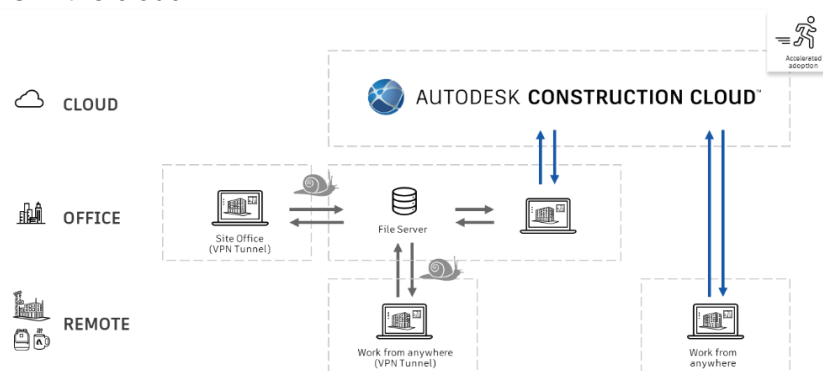 Accelerated
adoption
CLOUD
AUTODESK CONSTRUCTION CLOUD™
OFFICE
Site Office
(VPN Tunnel)
File Server
REMOTE
A
Work from anywhere
(VPN Tunnel)
Work from
anywhere